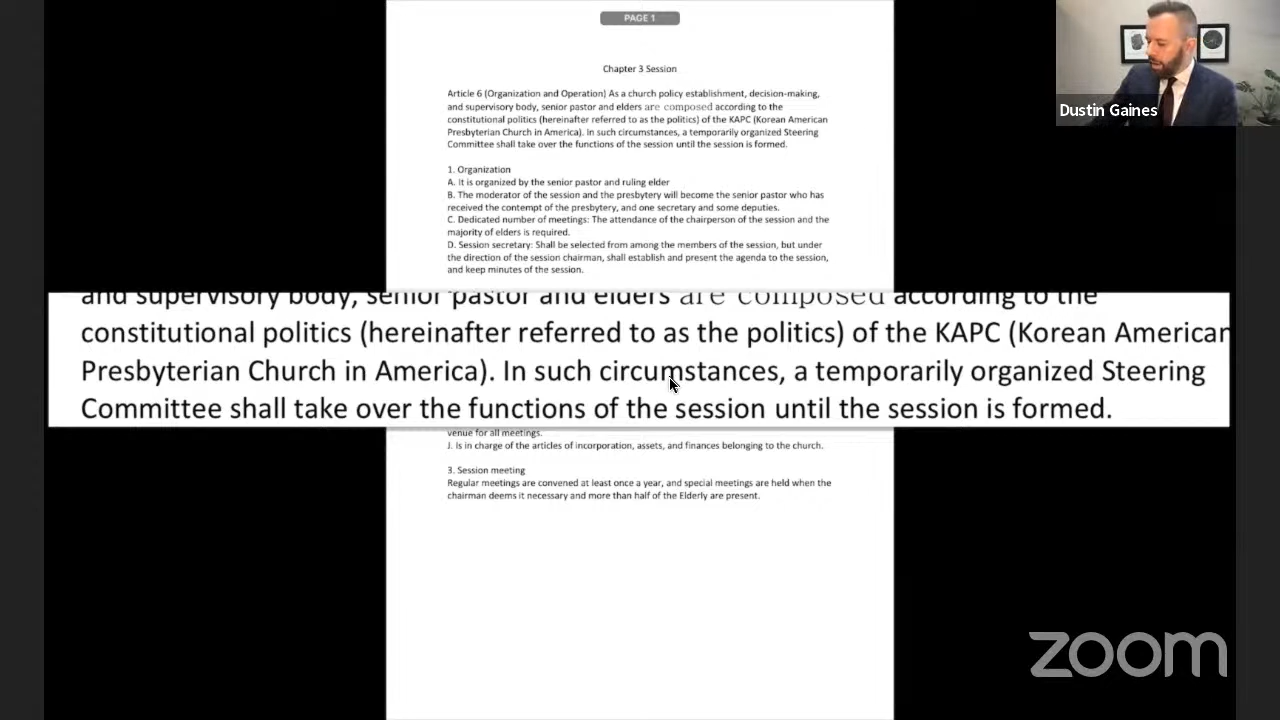 PAGE 1
Chapter 3 Session
Article 6 (Organization and Operation) As a church policy establishment, decision-making,
and supervisory body, senior pastor and elders are composed according to the
constitutional politics (hereinafter referred to as the politics) of the KAPC (Korean American
Presbyterian Church in America). In such circumstances, a temporarily organized Steering
Committee shall take over the functions of the session until the session is formed.
1. Organization
A. It is organized by the senior pastor and ruling elder
B. The moderator of the session and the presbytery will become the senior pastor who has
received the contempt of the presbytery, and one secretary and some deputies.
C. Dedicated number of meetings: The attendance of the chairperson of the session and the
majority of elders is required.
D. Session secretary: Shall be selected from among the members of the session, but under
the direction of the session chairman, shall establish and present the agenda to the session,
and keep minutes of the session.
and supervisory body, senior pastor and elders are composed according to the
constitutional politics (hereinafter referred to as the politics) of the KAPC (Korean American
Presbyterian Church in America). In such circumstances, a temporarily organized Steering
Committee shall take over the functions of the session until the session is formed.
venue for all meetings.
J. Is in charge of the articles of incorporation, assets, and finances belonging to the church.
3. Session meeting
Regular meetings are convened at least once a year, and special meetings are held when the
chairman deems it necessary and more than half of the Elderly are present.
Dustin Gaines
zoom